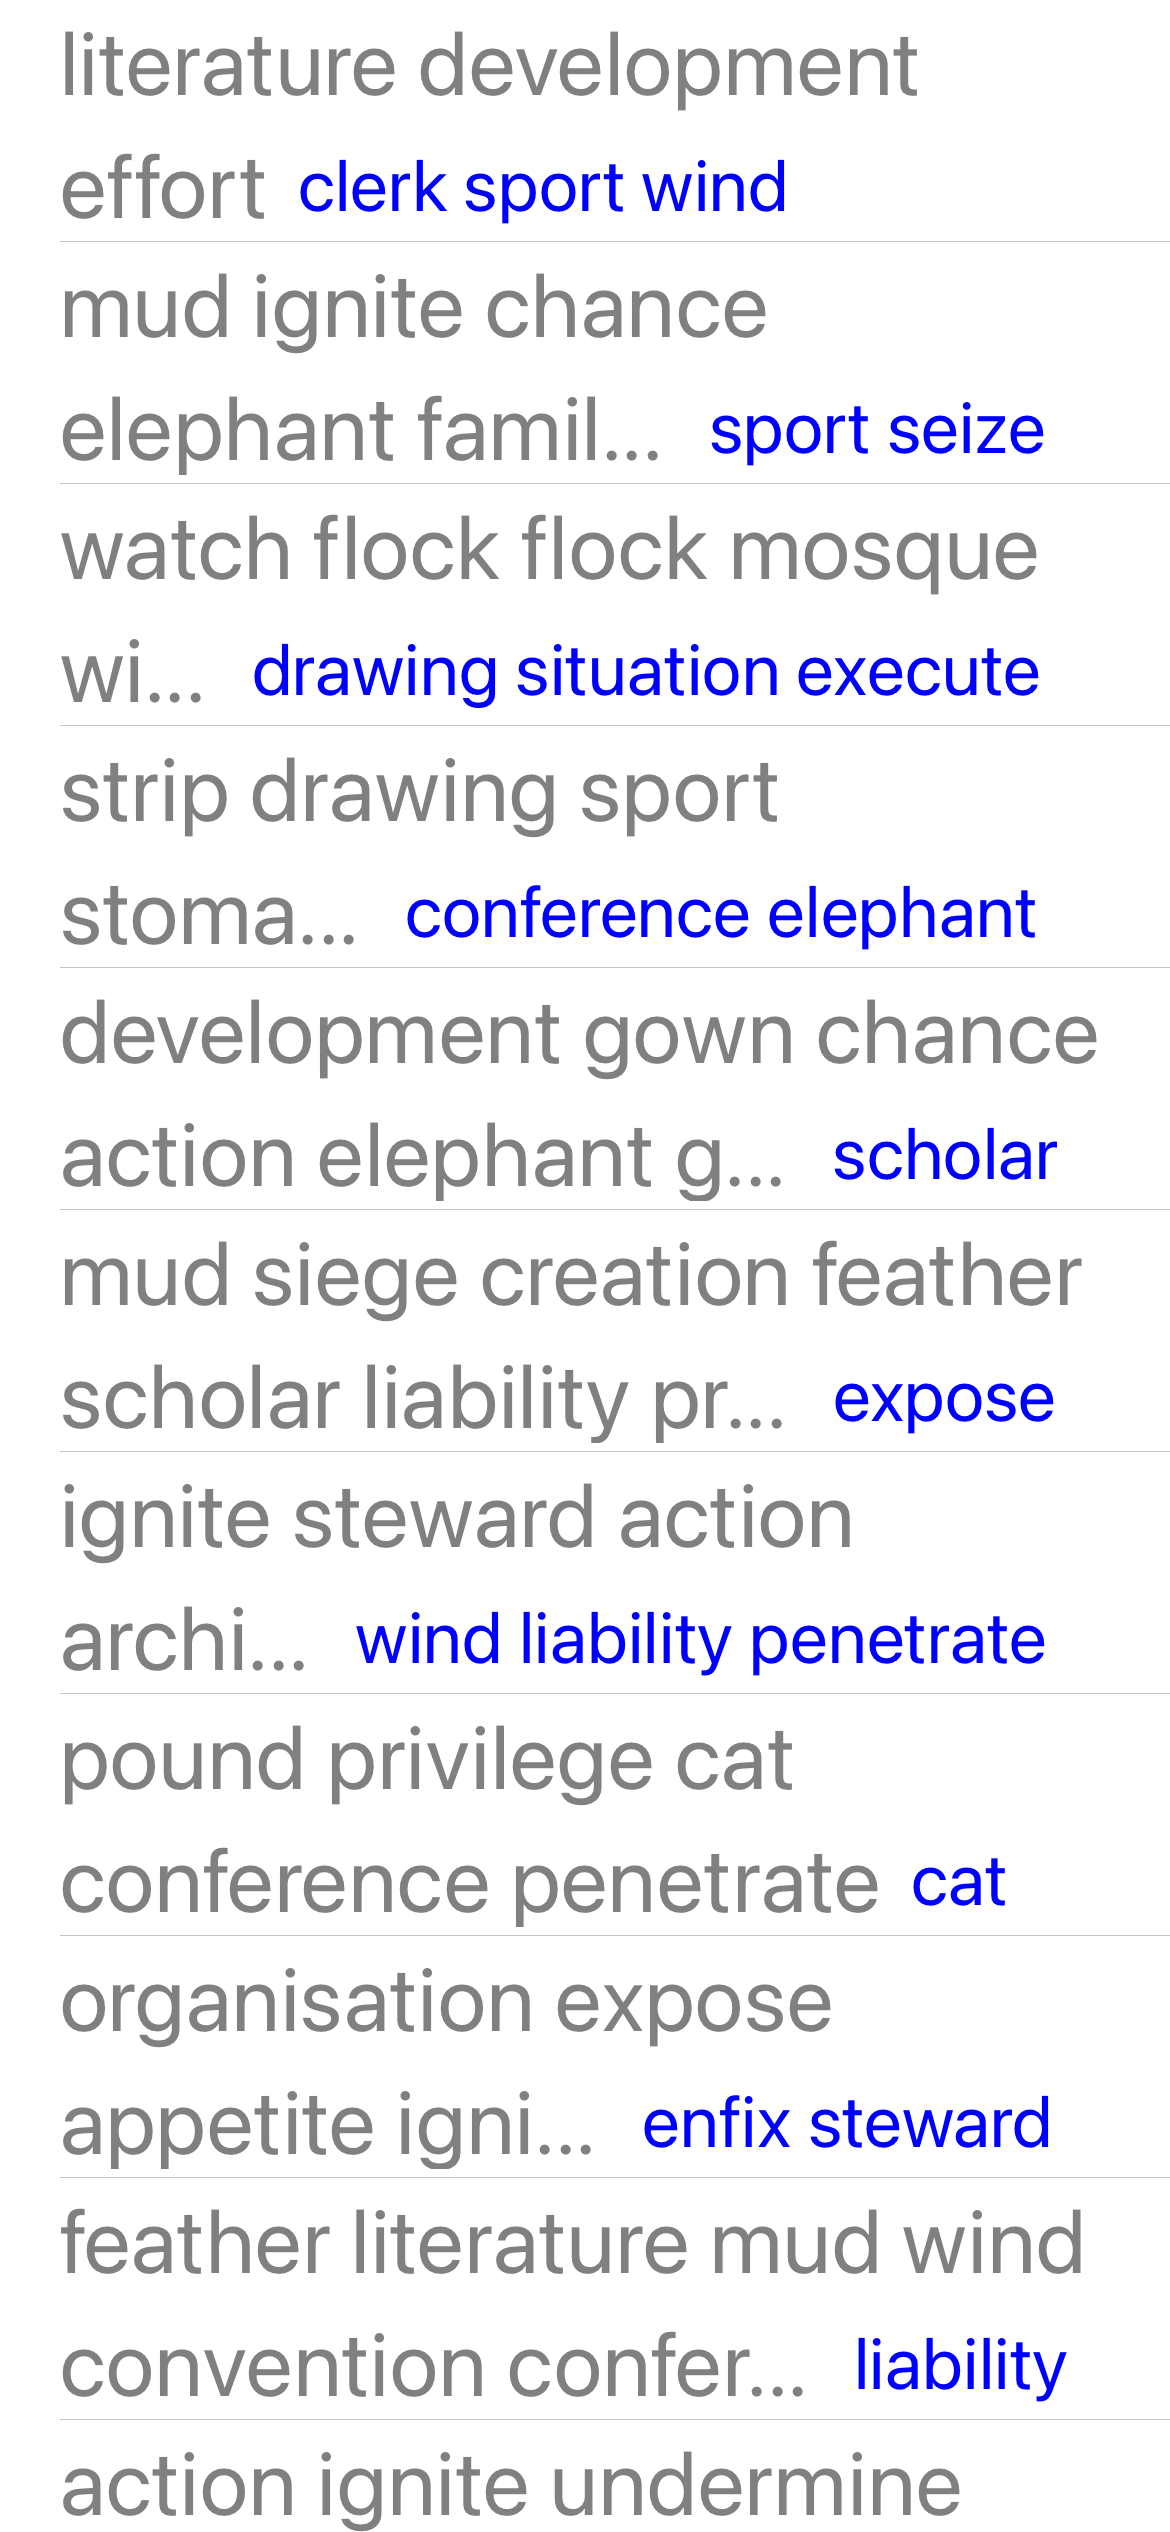 literature development
effort clerk sport wind
mud ignite chance
elephant famil... sport seize
watch flock flock mosque
wi... drawing situation execute
strip drawing sport
stoma... conference elephant
development gown chance
action elephant g... scholar
mud siege creation feather
scholar liability pr... expose
ignite steward action
archi... wind liability penetrate
pound privilege cat
conference penetrate cat
organisation expose
appetite igni... enfix steward
feather literature mud wind
convention confer... liability
action ignite undermine